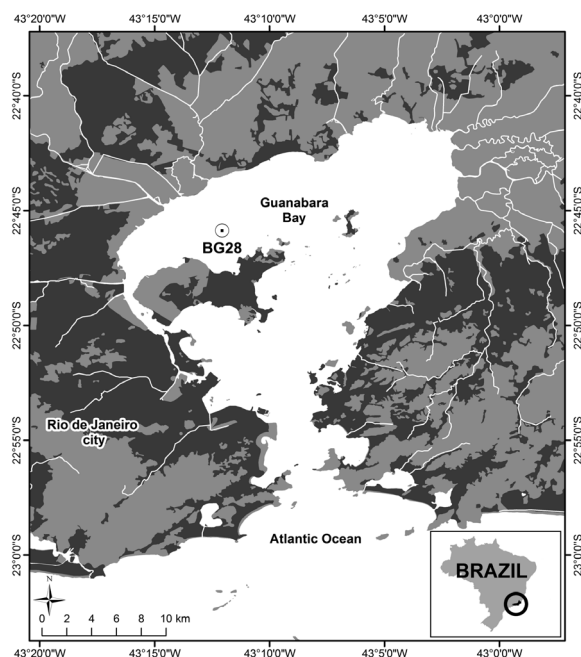 43°20'0"W 43°15'0"W 43°10'0"W 43°5'0"W 43°0'0"W
22°40'0"S 22°40'0"S
Guanabara
Bay
22°45'0"S 22°45'0"S
BG28
22°50'0"S 22°50'0"S
Rio de Janeiro
city
22°55'0"S 22°55'0"S
Atlantic Ocean
BRAZIL
23°0'0"S 23°0'0"S
N
0 2 4 6 8 10 km
43°20'0"W 43°15'0"W 43°10'0"W 43°5'0"W 43°0'0"W